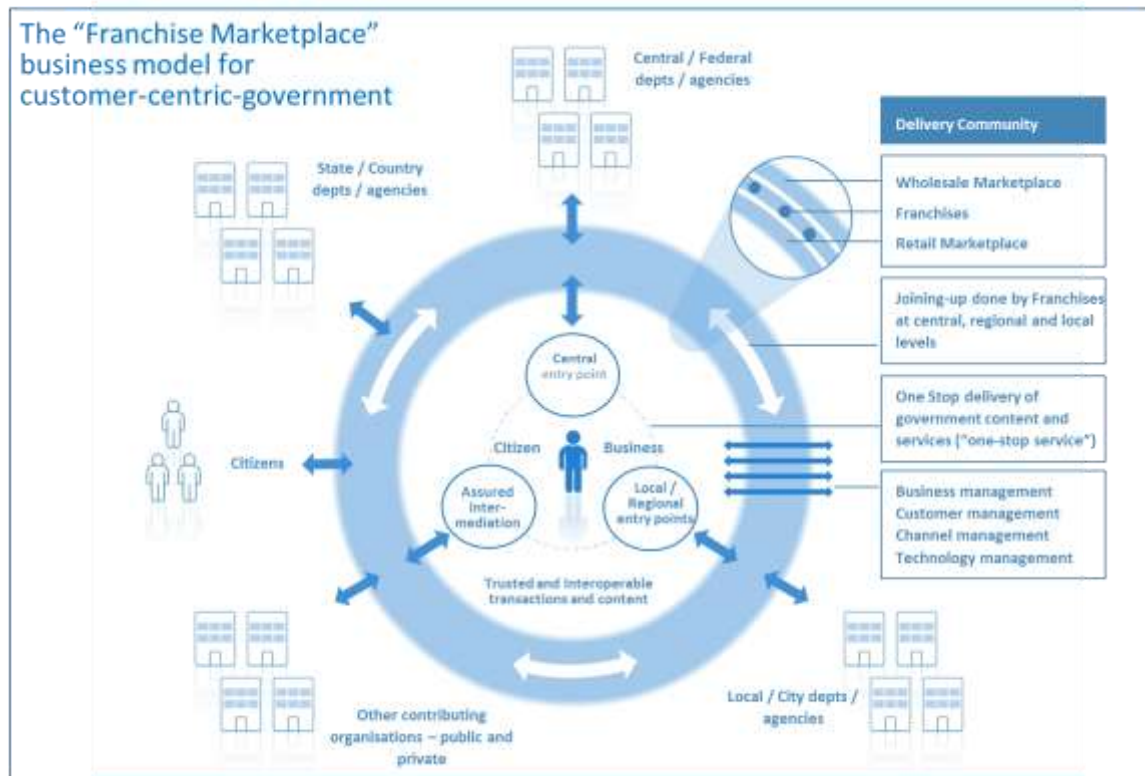 The “Franchise Marketplace”
business model for
customer-centric-government
Central / Federal
depts / agencies
State / Country
depts / agencies
Delivery Community
Wholesale Marketplace
Franchises
Retail Marketplace
Joining-up done by Franchises
at central, regional and local
levels
Central
entry point
One Stop delivery of
government content and
services (“one-stop service”)
Citizen
Business
Citizens
Assured
Inter-
mediation
Local /
Regional
entry points
Business management
Customer management
Channel management
Technology management
Trusted and Interoperable
transactions and content
Other contributing
organisations – public and
private
Local / City depts /
agencies